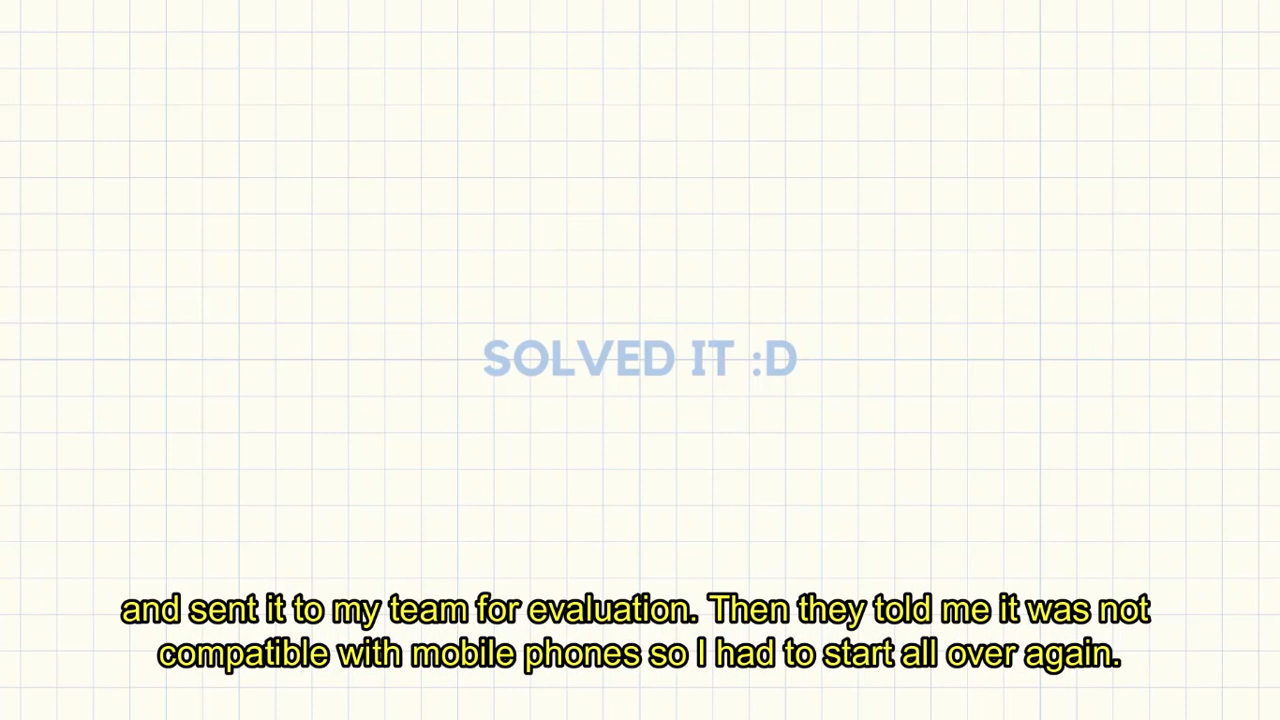 SOLVED IT :D
and sent it to my team for evaluation. Then they told me it was not
compatible with mobile phones so I had to start all over again.